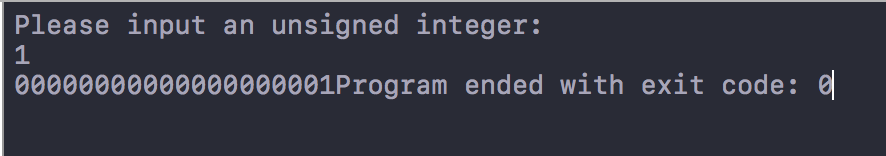 Please input an unsigned integer:
1
00000000000000000001Program ended with exit code: 0